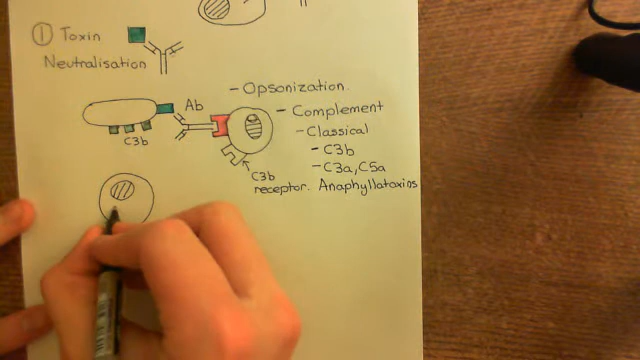 ① Toxin
Neutralisation
- Opsonization
Ab
- Complement
- Classical
- C3b
- C3a, C5a
Anaphyllatoxins
C3b
C3b
receptor.